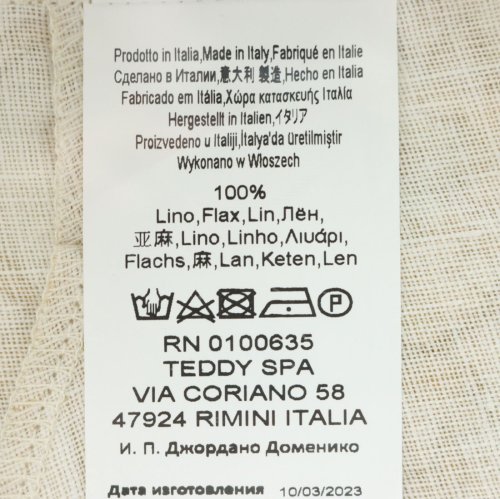 Prodotto in Italia,Made in Italy,Fabriqué en Italie
Сделано в Италии,意大利 製造,Hecho en Italia
Fabricado em Itália,Χώρα κατασκευής Ιταλία
Hergestellt in Italien,イタリア
Proizvedeno u Italiji,İtalya'da üretilmiştir
Wykonano w Włoszech
100%
Lino,Flax,Lin,Лён,
亚麻,Lino,Linho,Λινάρι,
Flachs,麻,Lan,Keten,Len
P
RN 0100635
TEDDY SPA
VIA CORIANO 58
47924 RIMINI ITALIA
И. П. Джордано Доменико
Дата изготовления 10/03/2023